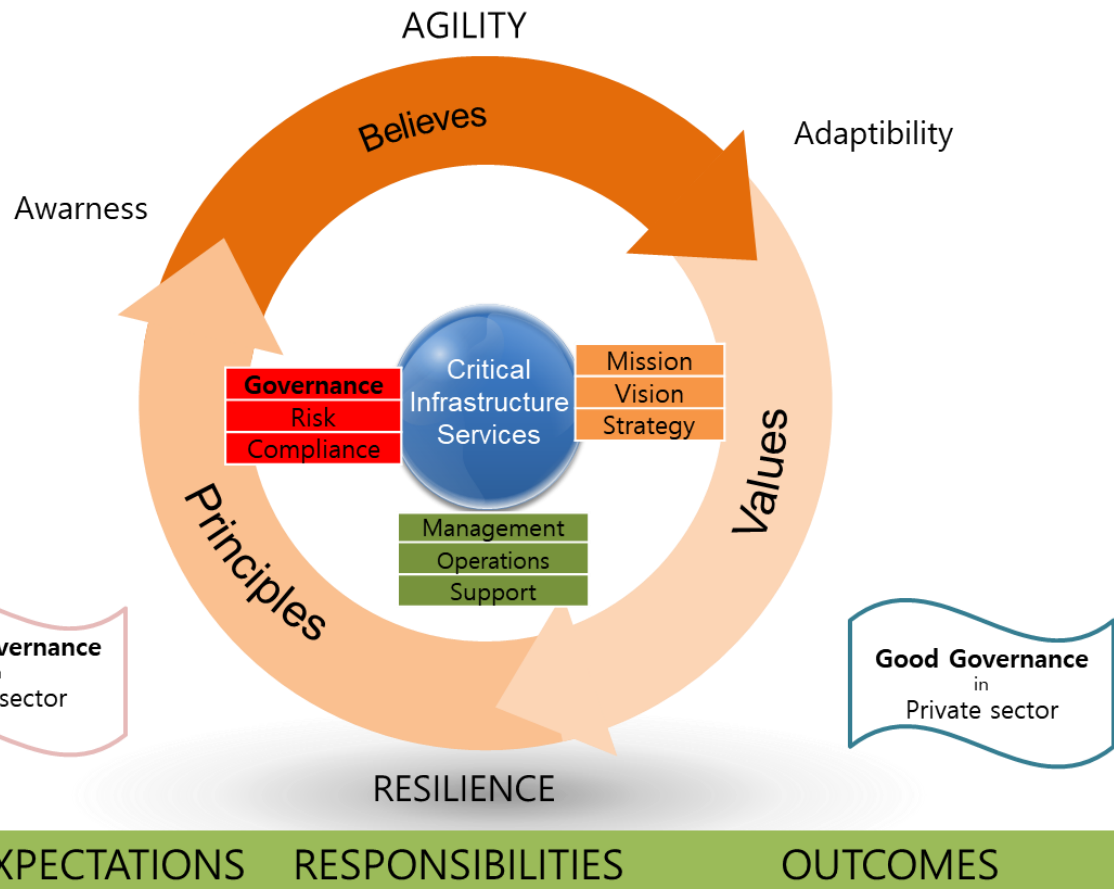 AGILITY
Believes
Adaptibility
Awarness
Critical
Infrastructure
Services
Mission
Vision
Strategy
Governance
Risk
Compliance
Values
Management
Operations
Support
Principles
vernance
sector
Good Governance
in
Private sector
RESILIENCE
XPECTATIONS RESPONSIBILITIES OUTCOMES